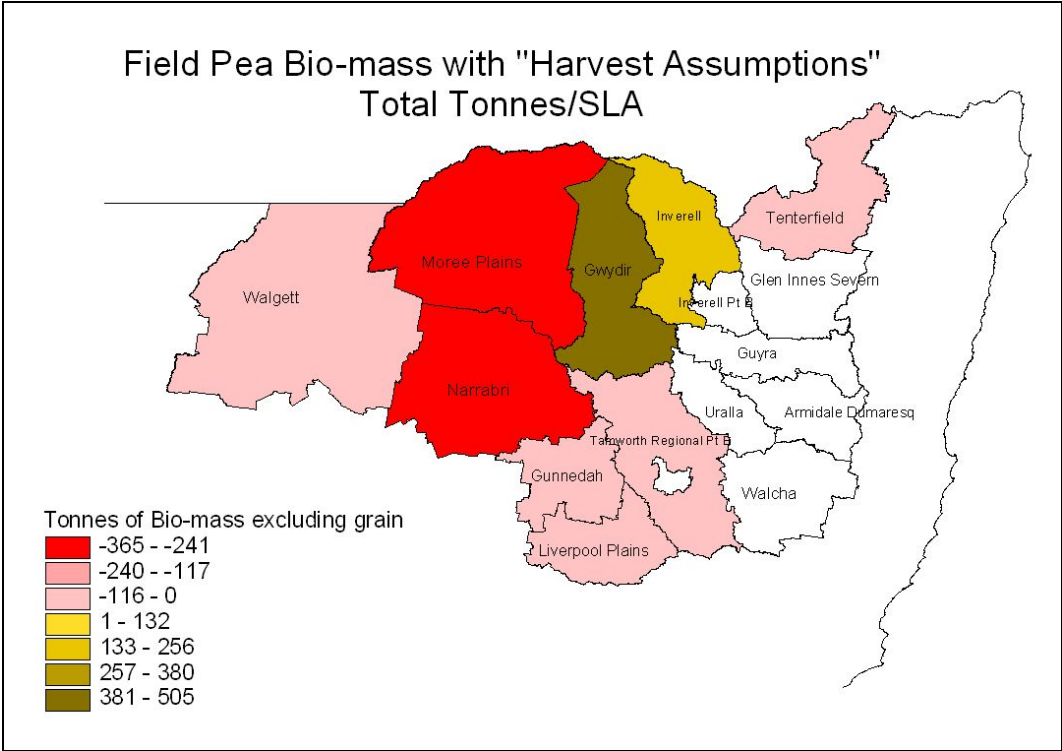 Field Pea Bio-mass with "Harvest Assumptions"
Total Tonnes/SLA
Inverell
Tenterfield
Moree Plains
Gwydir
Glen Innes Severn
Walgett
Inverell Pt B
Guyra
Narrabri
Uralla
Armidale Dumaresq
Tamworth Regional Pt B
Gunnedah
Walcha
Liverpool Plains
Tonnes of Bio-mass excluding grain
-365 - -241
-240 - -117
-116 - 0
1 - 132
133 - 256
257 - 380
381 - 505